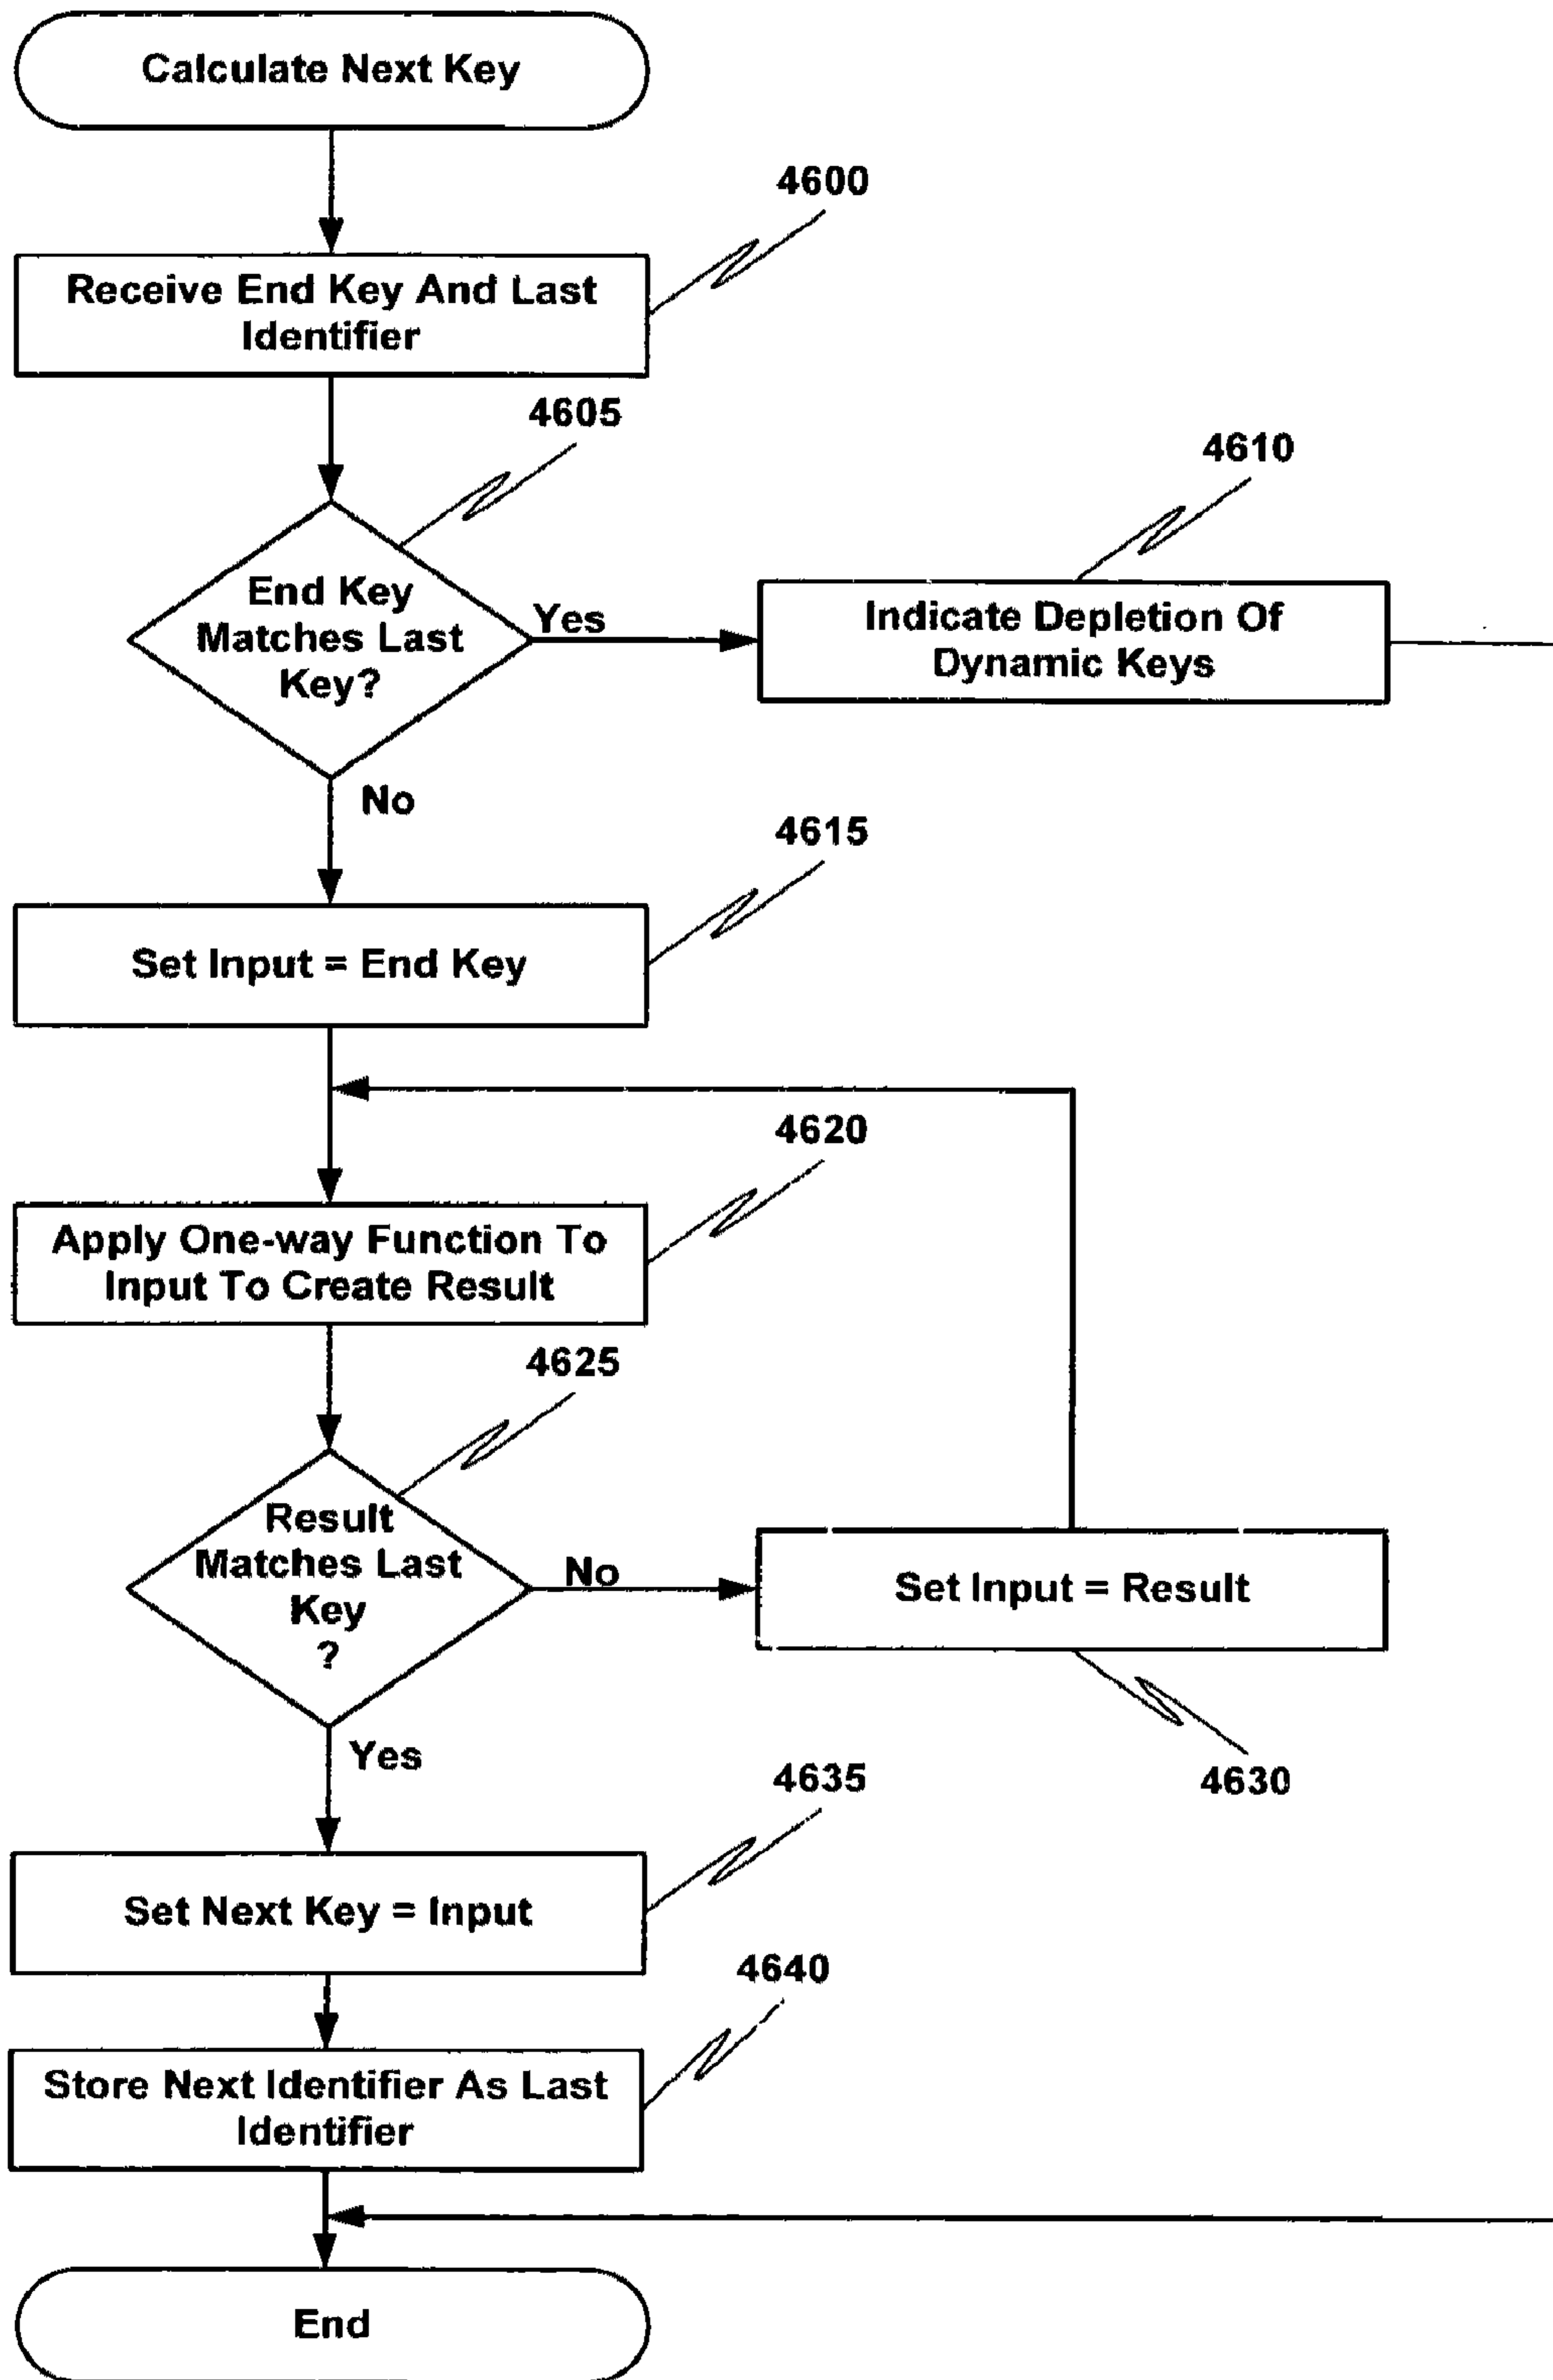 Calculate Next Key
4600
Receive End Key And Last
Identifier
4605
4610
End Key
Matches Last
Key?
Yes
Indicate Depletion Of
Dynamic Keys
No
4615
Set Input = End Key
4620
Apply One-way Function To
Input To Create Result
4625
Result
Matches Last
Key
?
No
Set Input = Result
Yes
4635
4630
Set Next Key = Input
4640
Store Next Identifier As Last
Identifier
End